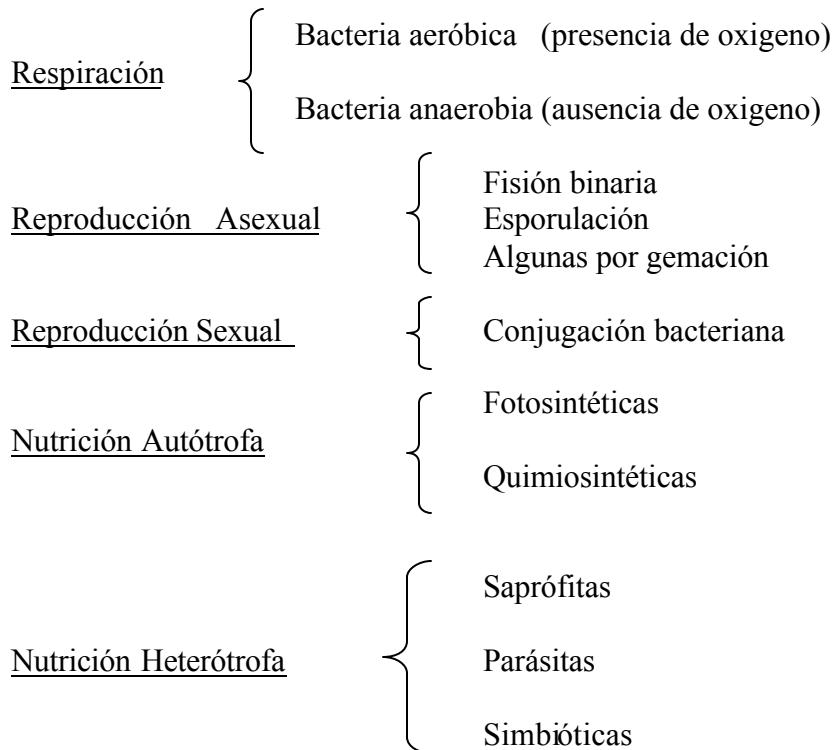 Bacteria aeróbica (presencia de oxigeno)
Respiración
Bacteria anaerobia (ausencia de oxigeno)
Fisión binaria
Reproducción Asexual
Esporulación
Algunas por gemación
Reproducción Sexual
Conjugación bacteriana
Fotosintéticas
Nutrición Autótrofa
Quimiosintéticas
Saprófitas
Nutrición Heterótrofa
Parásitas
Simbióticas